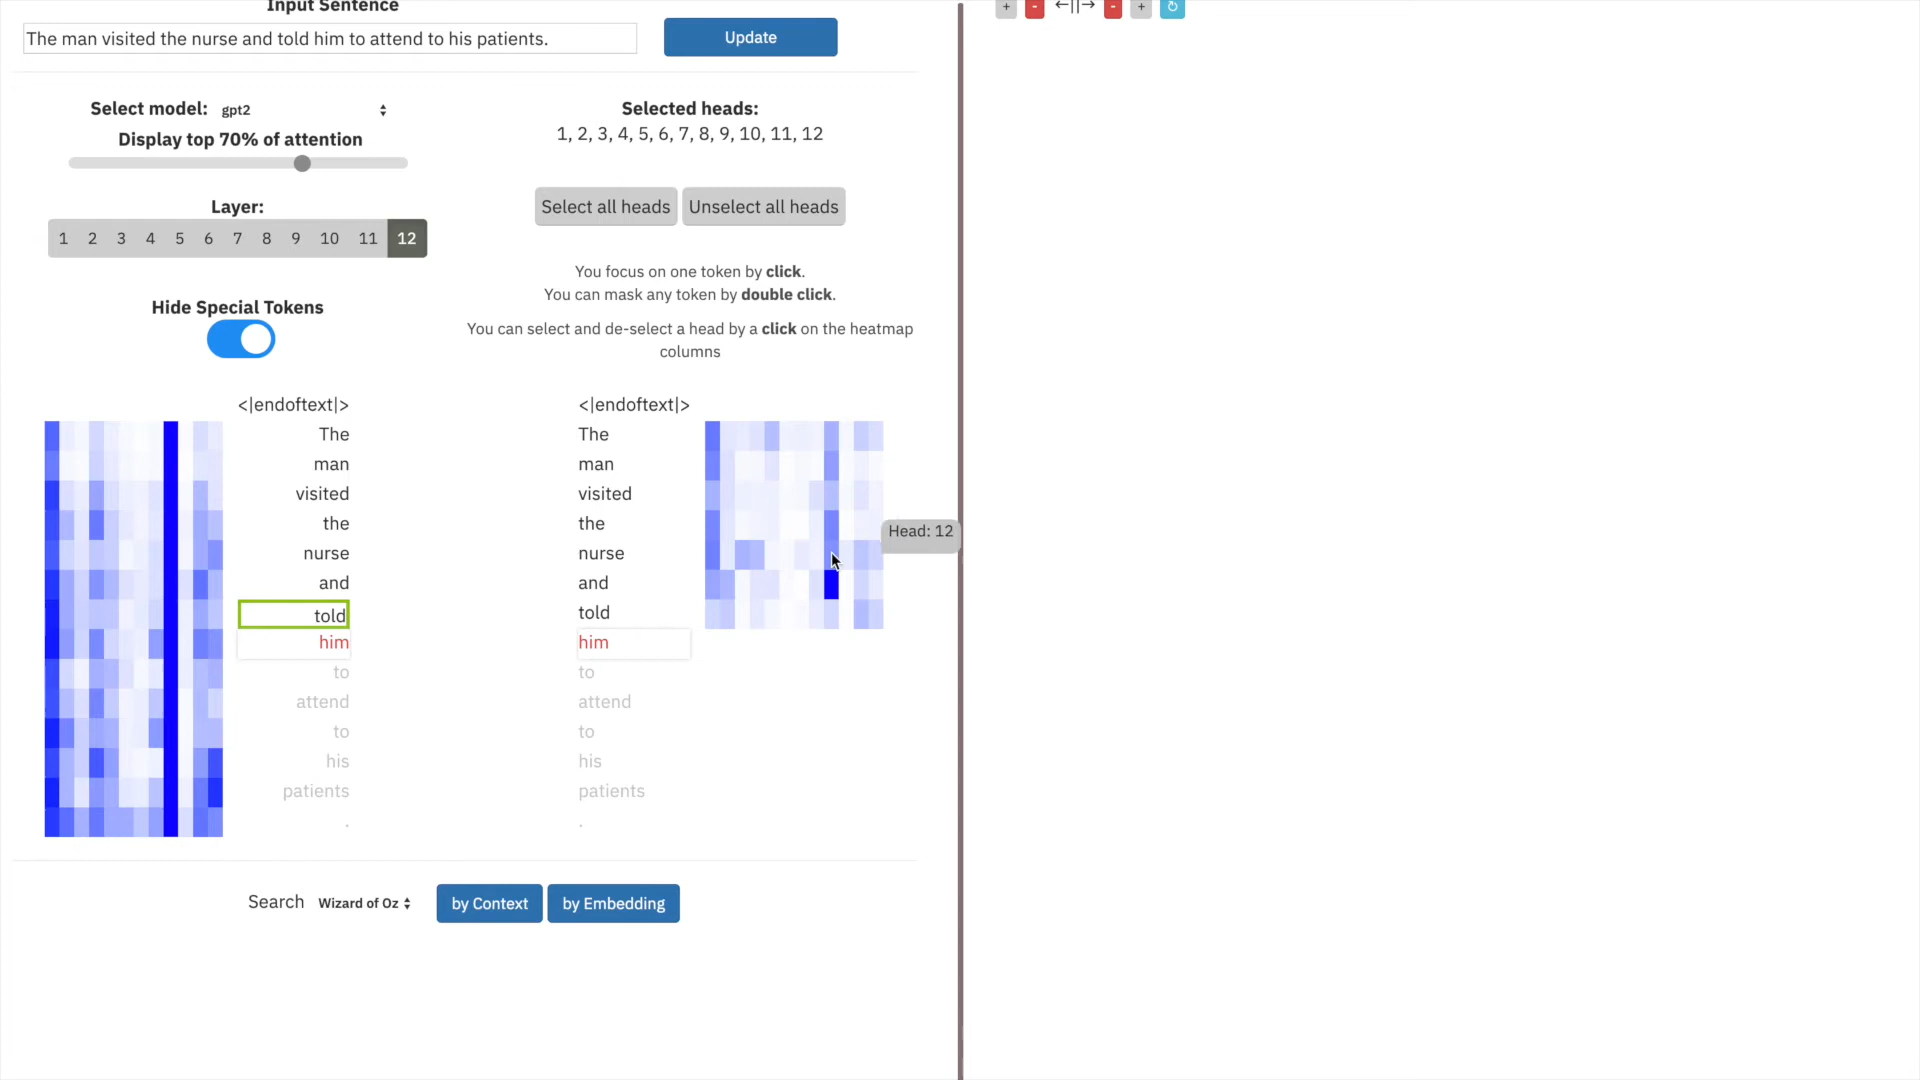 Input Sentence
The man visited the nurse and told him to attend to his patients.
Update
+ - ←||→ - + ↻
Select model: gpt2
Display top 70% of attention
Selected heads:
1, 2, 3, 4, 5, 6, 7, 8, 9, 10, 11, 12
Layer:
1 2 3 4 5 6 7 8 9 10 11 12
Select all heads Unselect all heads
You focus on one token by click.
You can mask any token by double click.
You can select and de-select a head by a click on the heatmap
columns
Hide Special Tokens
<|endoftext|> <|endoftext|>
The The
man man
visited visited
the the
Head: 12
nurse nurse
and and
told told
him him
to to
attend attend
to to
his his
patients patients
. .
Search Wizard of Oz by Context by Embedding